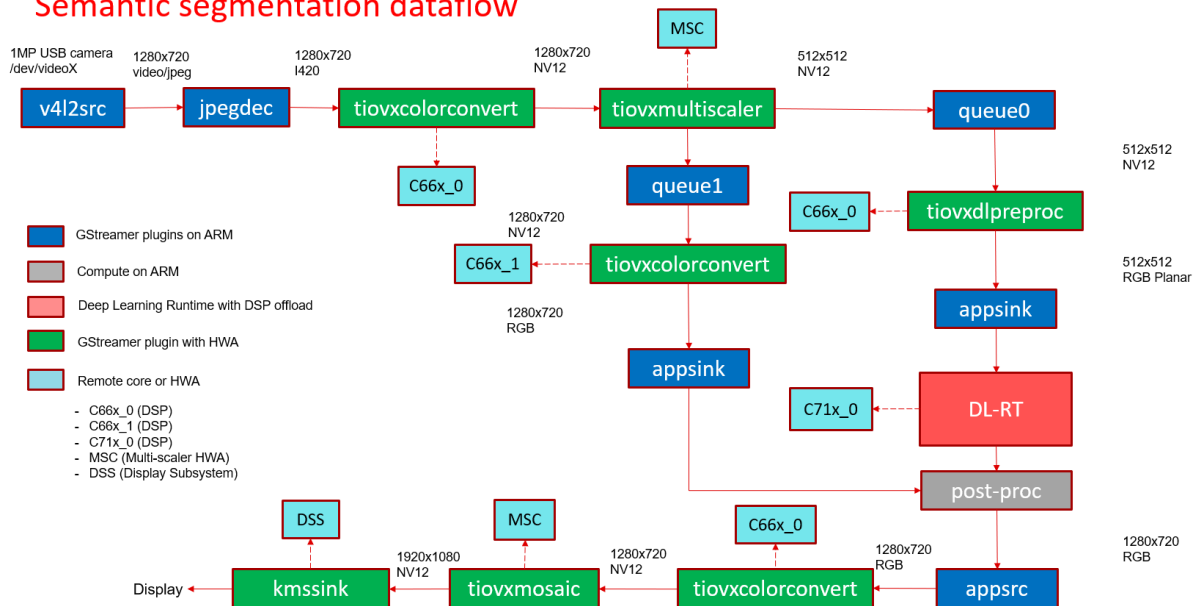 Semantic segmentation dataflow
1MP USB camera
/dev/videoX
1280x720
video/jpeg
1280x720
I420
1280x720
NV12
MSC
512x512
NV12
v4l2src
jpegdec
tiovxcolorconvert
tiovxmultiscaler
queue0
C66x_0
queue1
512x512
NV12
C66x_0
tiovxdlpreproc
1280x720
NV12
GStreamer plugins on ARM
C66x_1
tiovxcolorconvert
512x512
RGB Planar
Compute on ARM
Deep Learning Runtime with DSP offload
1280x720
RGB
appsink
GStreamer plugin with HWA
appsink
Remote core or HWA
- C66x_0 (DSP)
- C66x_1 (DSP)
- C71x_0 (DSP)
- MSC (Multi-scaler HWA)
- DSS (Display Subsystem)
C71x_0
DL-RT
post-proc
DSS
MSC
C66x_0
1920x1080
NV12
1280x720
NV12
1280x720
RGB
1280x720
RGB
Display
kmssink
tiovxmosaic
tiovxcolorconvert
appsrc